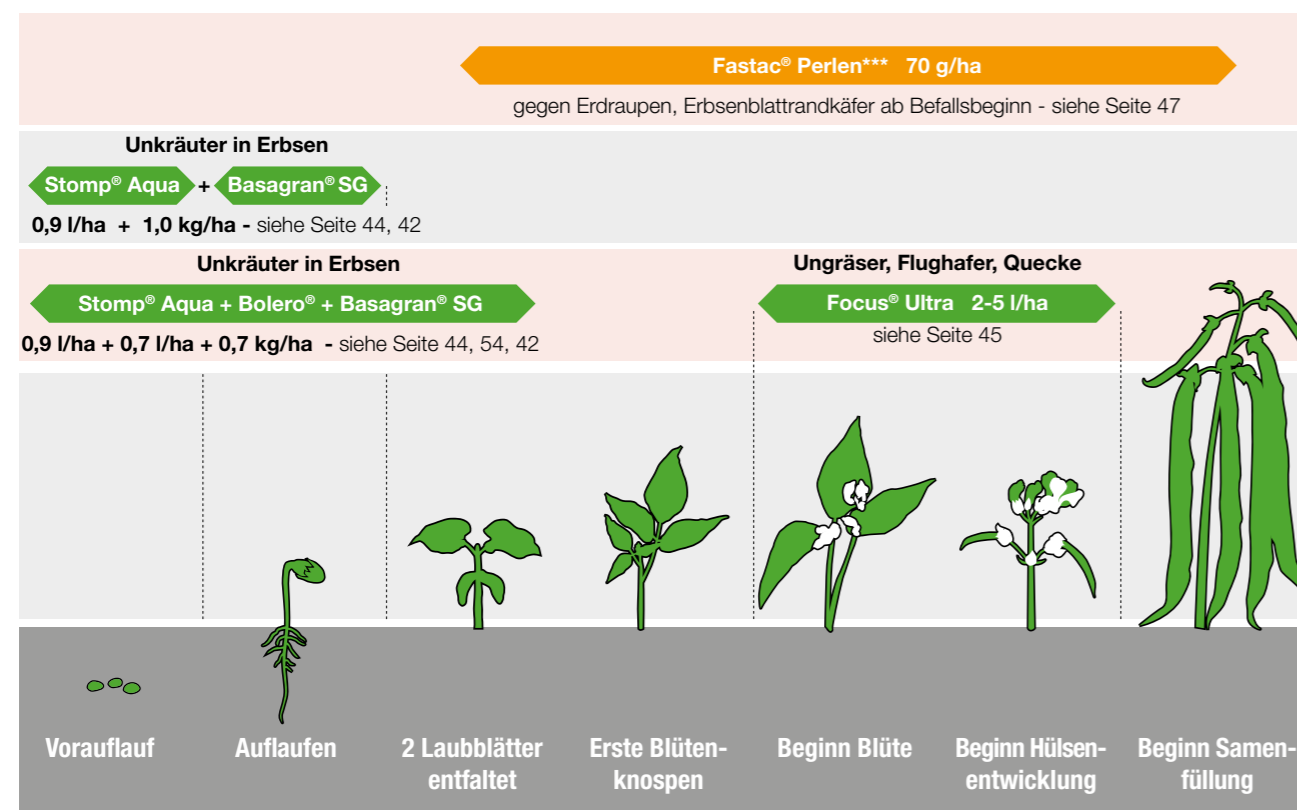 Fastac® Perlen*** 70 g/ha
gegen Erdraupen, Erbsenblattrandkäfer ab Befallsbeginn - siehe Seite 47
Unkräuter in Erbsen
Stomp® Aqua + Basagran® SG
0,9 l/ha + 1,0 kg/ha - siehe Seite 44, 42
Unkräuter in Erbsen
Stomp® Aqua + Bolero® + Basagran® SG
0,9 l/ha + 0,7 l/ha + 0,7 kg/ha - siehe Seite 44, 54, 42
Ungräser, Flughafer, Quecke
Focus® Ultra 2-5 l/ha
siehe Seite 45
Vorauflauf
Auflaufen
2 Laubblätter
entfaltet
Erste Blüten-
knospen
Beginn Blüte
Beginn Hülsen-
entwicklung
Beginn Samen-
füllung